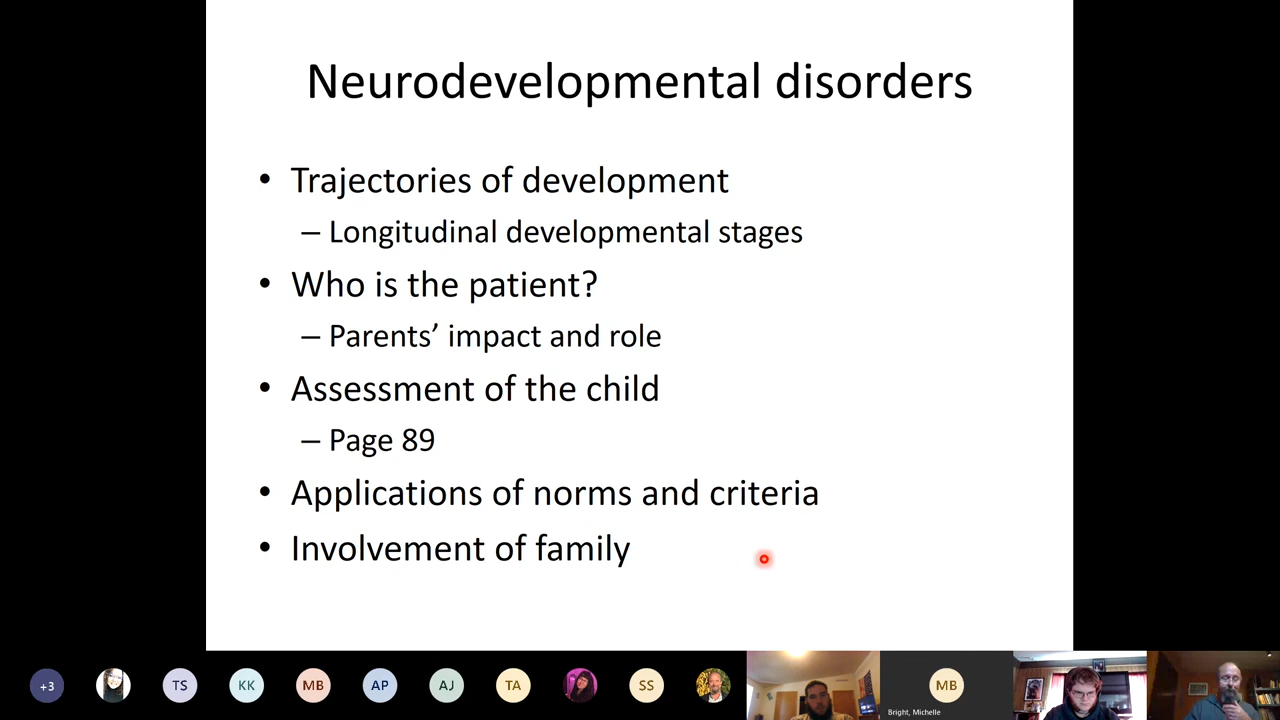 Neurodevelopmental disorders
• Trajectories of development
– Longitudinal developmental stages
• Who is the patient?
– Parents’ impact and role
• Assessment of the child
– Page 89
• Applications of norms and criteria
• Involvement of family
+3
TS
KK
MB
AP
AJ
TA
SS
MB
Bright, Michelle